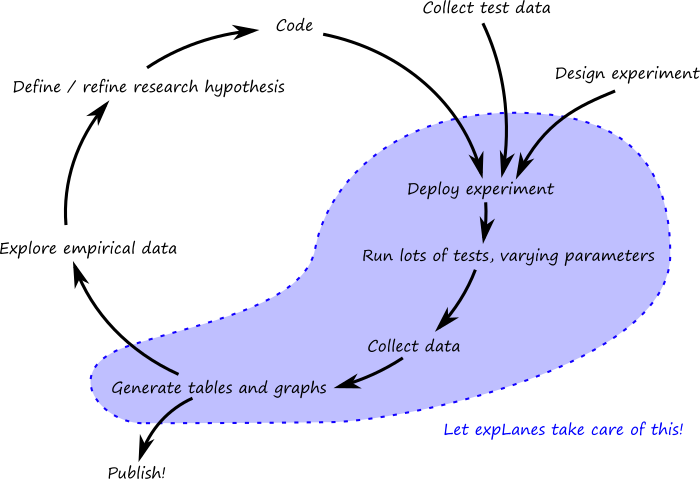 Collect test data
Code
Design experiment
Define / refine research hypothesis
Deploy experiment
Explore empirical data
Run lots of tests, varying parameters
Collect data
Generate tables and graphs
Let expLanes take care of this!
Publish!